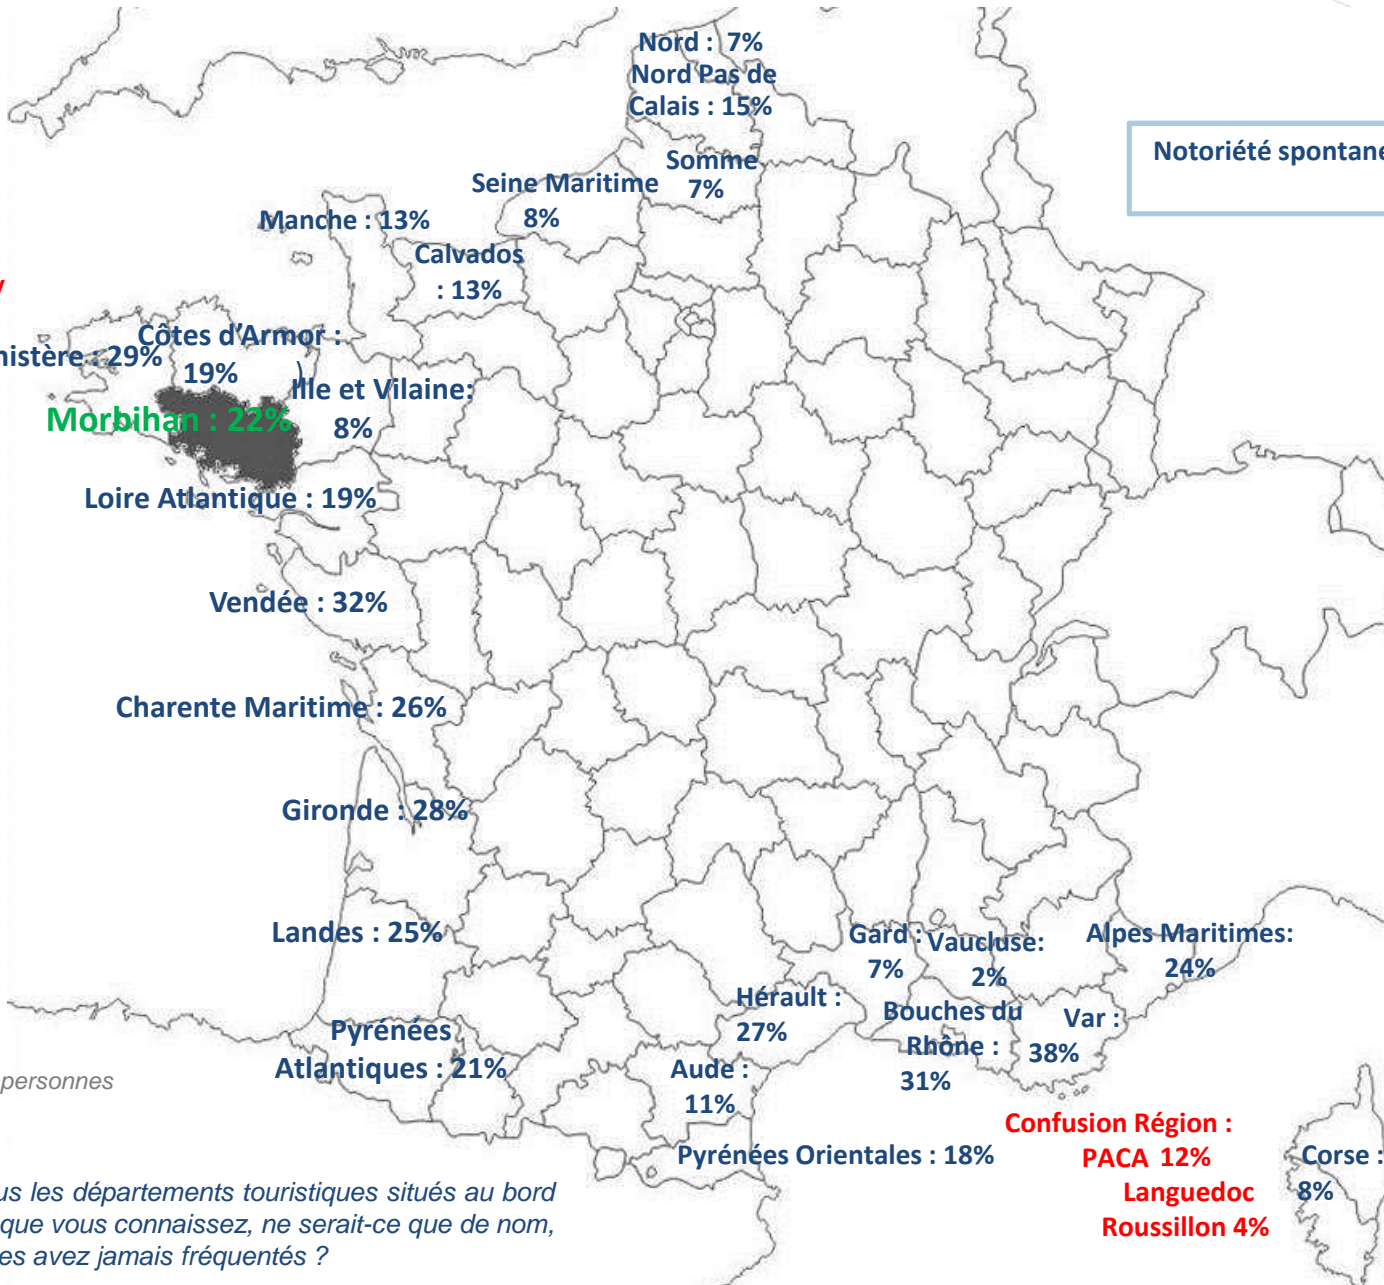 Nord : 7%
Nord Pas de
Calais : 15%
Notoriété spontané
Somme
7%
Seine Maritime
8%
Manche : 13%
Calvados
: 13%
y
Côtes d'Armor :
19%
nistère : 29%
)
Ille et Vilaine:
8%
Morbihan : 22%
Loire Atlantique : 19%
Vendée : 32%
Charente Maritime : 26%
Gironde : 28%
Landes : 25%
Gard :
7%
Vaucluse:
2%
Alpes Maritimes:
24%
Hérault :
27%
Bouches du
Rhône :
31%
Var :
38%
Pyrénées
Atlantiques : 21%
Aude :
11%
personnes
Pyrénées Orientales : 18%
Confusion Région :
PACA 12%
Languedoc
Roussillon 4%
Corse :
8%
us les départements touristiques situés au bord
que vous connaissez, ne serait-ce que de nom,
es avez jamais fréquentés ?